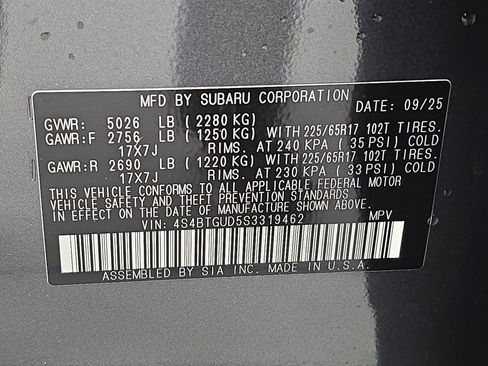 MFD BY SUBARU CORPORATION DATE: 09/25
GVWR: 5026 LB (2280 KG)
GAWR:F 2756 LB (1250 KG) WITH 225/65R17 102T TIRES,
17X7J RIMS, AT 240 KPA (35 PSI) COLD
GAWR:R 2690 LB (1220 KG) WITH 225/65R17 102T TIRES,
17X7J RIMS, AT 230 KPA (33 PSI) COLD
THIS VEHICLE CONFORMS TO ALL APPLICABLE FEDERAL MOTOR
VEHICLE SAFETY AND THEFT PREVENTION STANDARDS
IN EFFECT ON THE DATE OF MANUFACTURE SHOWN ABOVE.
VIN: 4S4BTGUD5S3319462 MPV
ASSEMBLED BY SIA INC. MADE IN U.S.A.